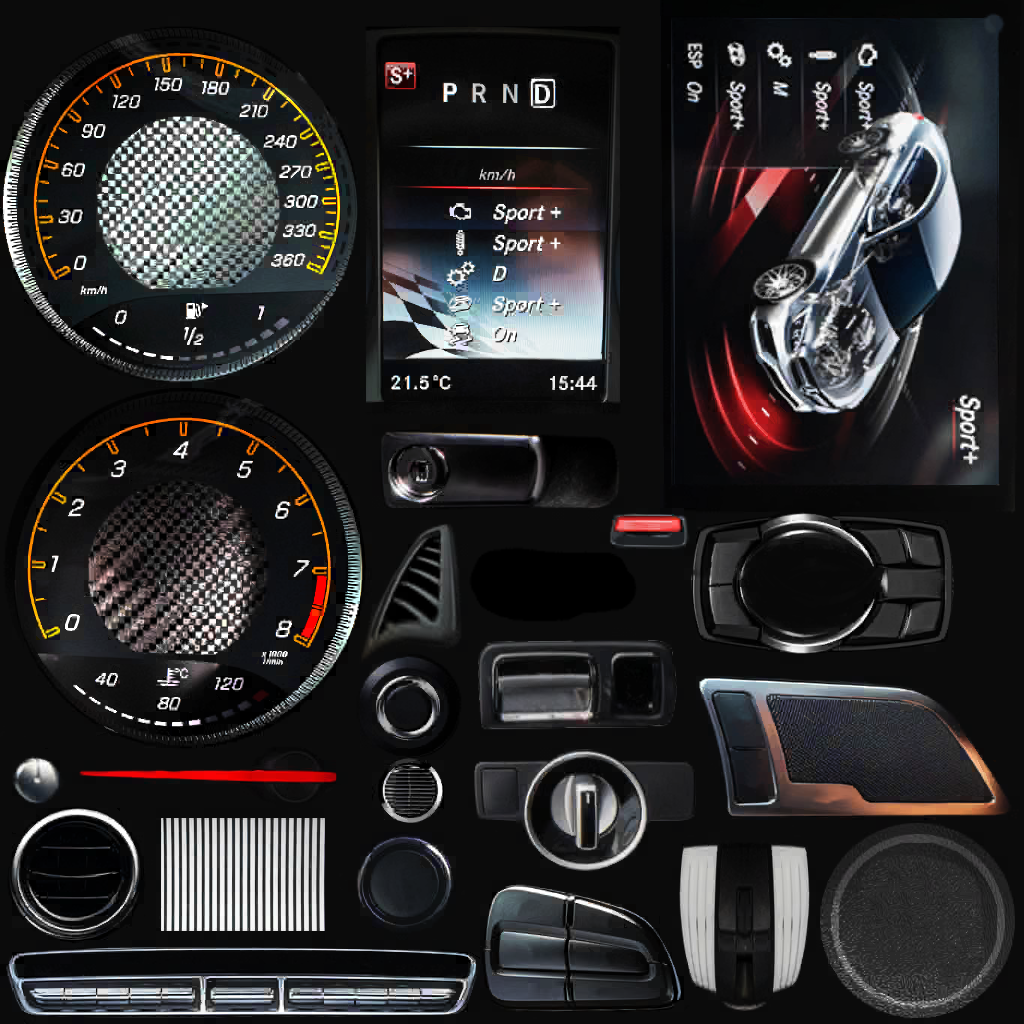 0
30
60
90
120
150
180
210
240
270
300
330
360
km/h
0
1/2
1
S+
P R N D
km/h
Sport +
Sport +
D
Sport +
On
21.5°C
15:44
Sport+
Sport+
M
Sport+
ESP On
Sport+
0
1
2
3
4
5
6
7
8
x 1000
1/min
40
°C
80
120